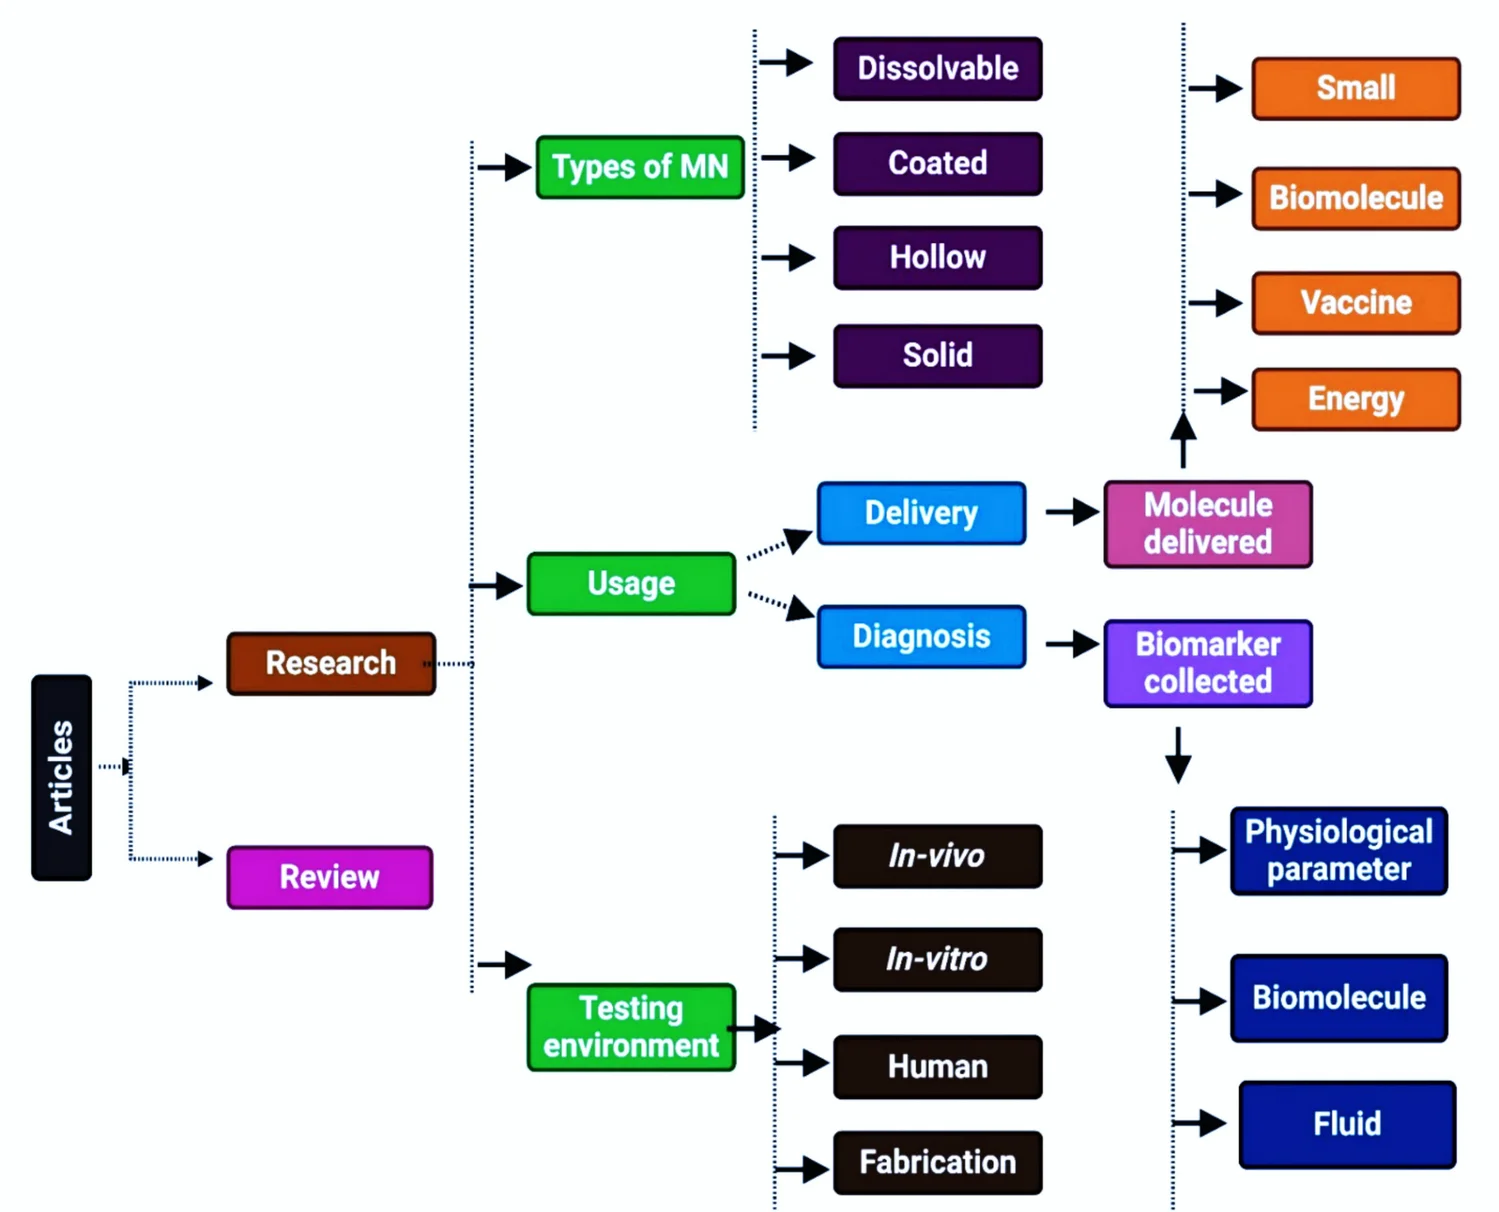 Articles
Research
Review
Types of MN
Dissolvable
Coated
Hollow
Solid
Usage
Delivery
Molecule
delivered
Small
Biomolecule
Vaccine
Energy
Diagnosis
Biomarker
collected
Physiological
parameter
Biomolecule
Fluid
Testing
environment
In-vivo
In-vitro
Human
Fabrication